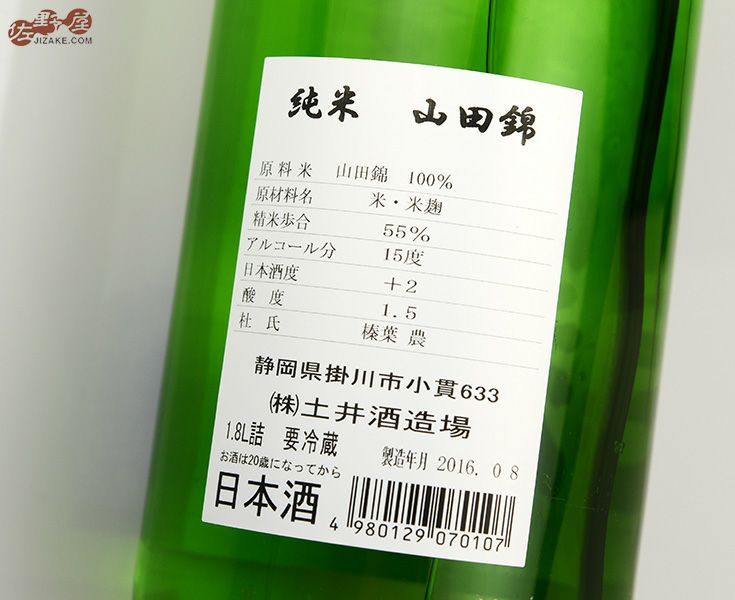 佐野屋
JIZAKE.COM
純米 山田錦
原料米 山田錦 100%
原材料名 米・米麹
精米歩合 55%
アルコール分 15度
日本酒度 +2
酸度 1.5
杜氏 榛葉 農
静岡県掛川市小貫633
㈱土井酒造場
1.8L詰 要冷蔵 製造年月 2016.08
お酒は20歳になってから
日本酒
4 980129 070107